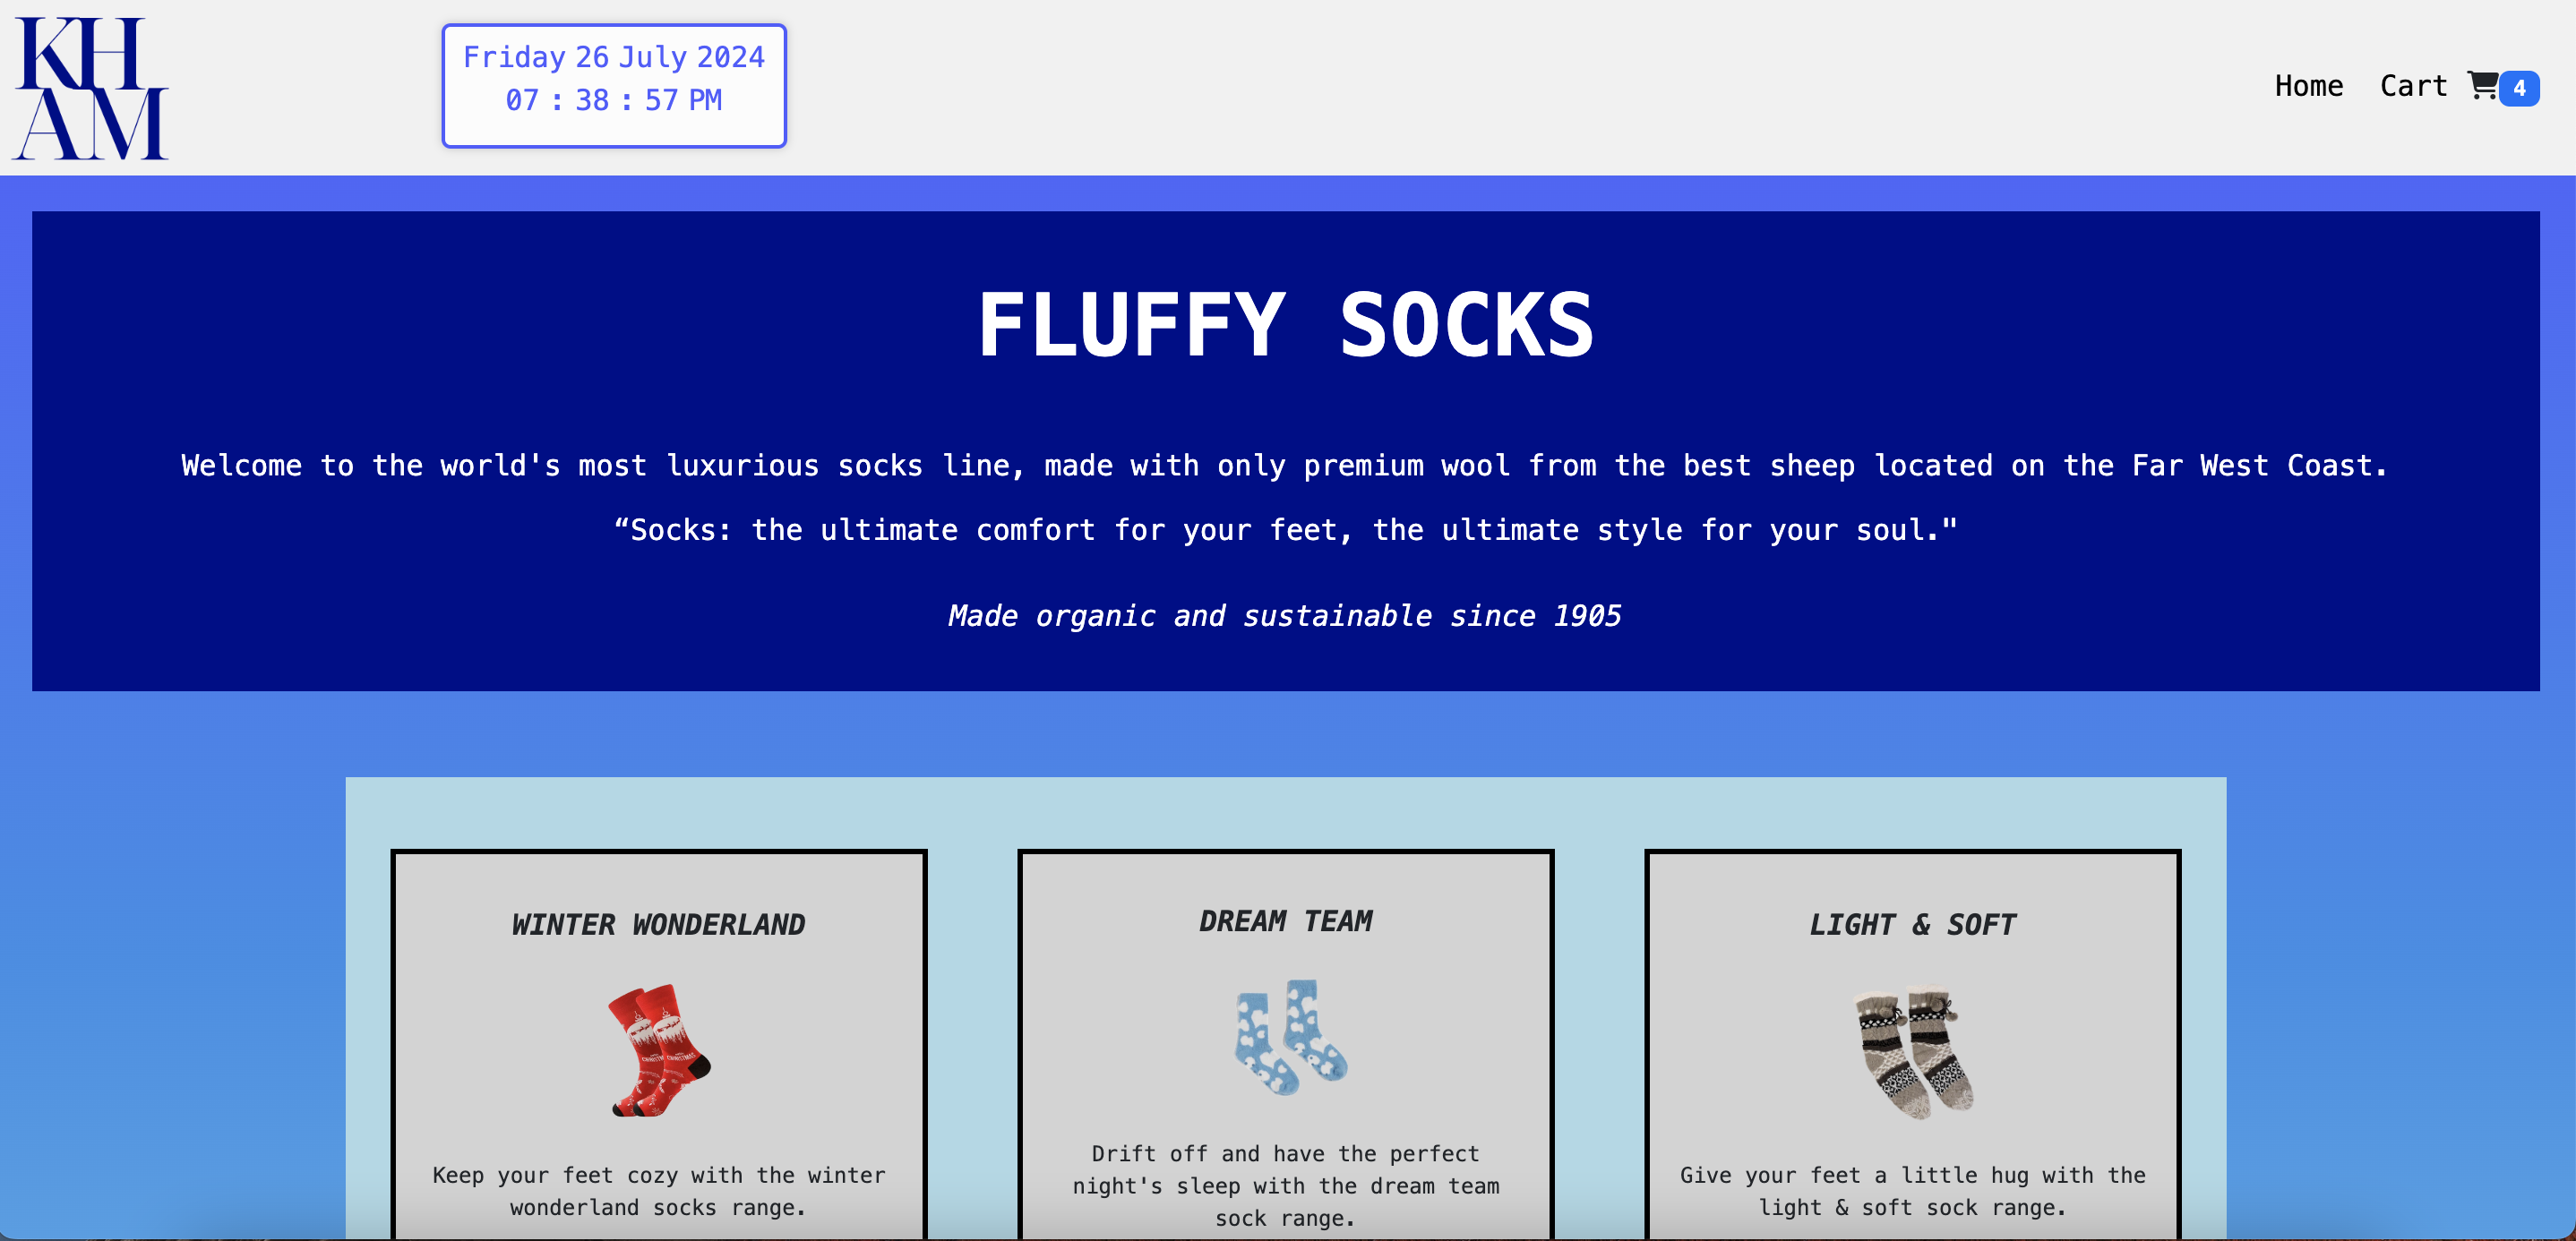 KH
AM
Friday 26 July 2024
07 : 38 : 57 PM
Home Cart 4
FLUFFY SOCKS
Welcome to the world's most luxurious socks line, made with only premium wool from the best sheep located on the Far West Coast.
“Socks: the ultimate comfort for your feet, the ultimate style for your soul."
Made organic and sustainable since 1905
WINTER WONDERLAND
Keep your feet cozy with the winter
wonderland socks range.
DREAM TEAM
Drift off and have the perfect
night's sleep with the dream team
sock range.
LIGHT & SOFT
Give your feet a little hug with the
light & soft sock range.